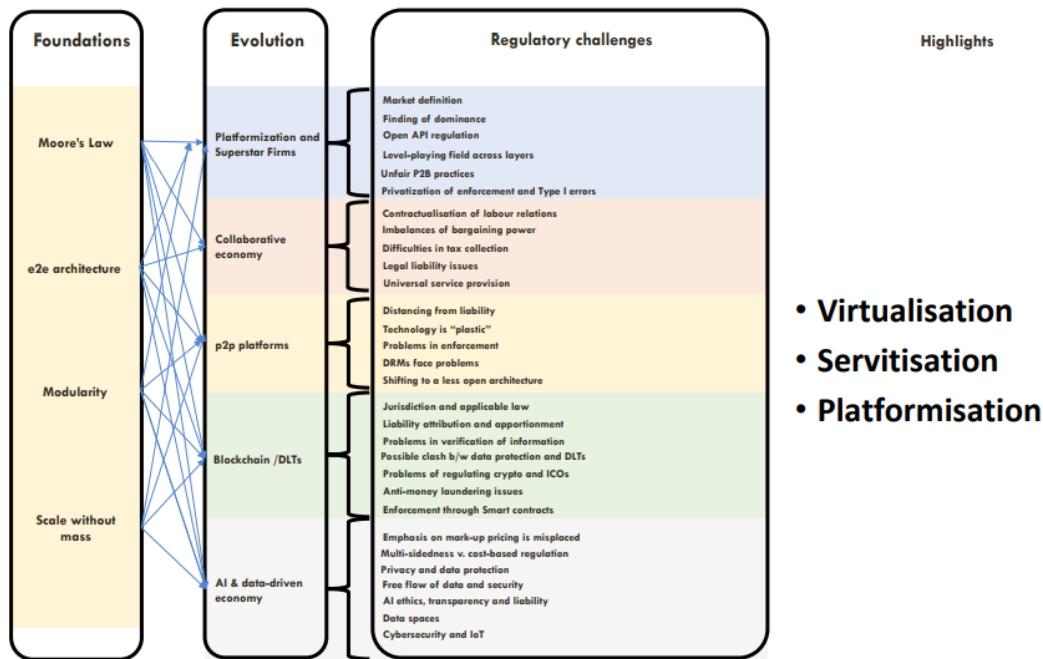 Foundations
Evolution
Regulatory challenges
Highlights
Moore's Law
e2e architecture
Modularity
Scale without
mass
Platformization and
Superstar Firms
Collaborative
economy
p2p platforms
Blockchain /DLTs
AI & data-driven
economy
Market definition
Finding of dominance
Open API regulation
Level-playing field across layers
Unfair P2B practices
Privatization of enforcement and Type I errors
Contractualisation of labour relations
Imbalances of bargaining power
Difficulties in tax collection
Legal liability issues
Universal service provision
Distancing from liability
Technology is “plastic”
Problems in enforcement
DRMs face problems
Shifting to a less open architecture
Jurisdiction and applicable law
Liability attribution and apportionment
Problems in verification of information
Possible clash b/w data protection and DLTs
Problems of regulating crypto and ICOs
Anti-money laundering issues
Enforcement through Smart contracts
Emphasis on mark-up pricing is misplaced
Multi-sidedness v. cost-based regulation
Privacy and data protection
Free flow of data and security
AI ethics, transparency and liability
Data spaces
Cybersecurity and IoT
• Virtualisation
• Servitisation
• Platformisation